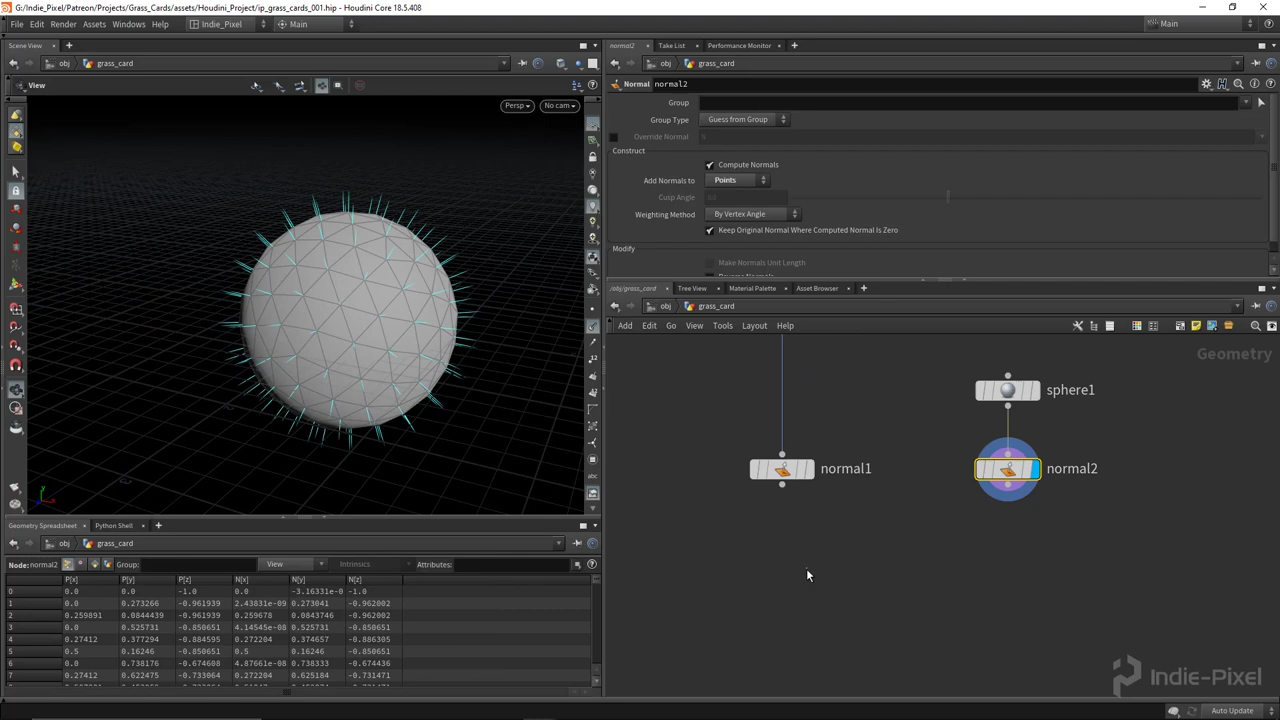 G:/Indie_Pixel/Patreon/Projects/Grass_Cards/assets/Houdini_Project/ip_grass_cards_001.hip - Houdini Core 18.5.408
File Edit Render Assets Windows Help Indie_Pixel Main Main
Scene View
obj grass_card
View
Persp No cam
normal2 Take List Performance Monitor
obj grass_card
Normal normal2
Group
Group Type Guess from Group
Override Normal
Construct
Compute Normals
Add Normals to Points
Cusp Angle
Weighting Method By Vertex Angle
Keep Original Normal Where Computed Normal Is Zero
Modify
Make Normals Unit Length
/obj/grass_card Tree View Material Palette Asset Browser
obj grass_card
Add Edit Go View Tools Layout Help
Geometry
sphere1
normal1
normal2
Indie-Pixel
Geometry Spreadsheet Python Shell
obj grass_card
Node: normal2 Group: View Intrinsics Attributes:
P[x] P[y] P[z] N[x] N[y] N[z]
0 0.0 0.0 -1.0 0.0 -3.16331e-0 -1.0
1 0.0 0.273266 -0.961939 2.43831e-09 0.273041 -0.962002
2 0.259891 0.0844439 -0.961939 0.259678 0.0843746 -0.962002
3 0.0 0.525731 -0.850651 4.14545e-08 0.525731 -0.850651
4 0.27412 0.377294 -0.884595 0.272204 0.374657 -0.886305
5 0.5 0.16246 -0.850651 0.5 0.16246 -0.850651
6 0.0 0.738176 -0.674608 4.87661e-08 0.738333 -0.674436
7 0.27412 0.622475 -0.733064 0.272204 0.625184 -0.731471
Auto Update